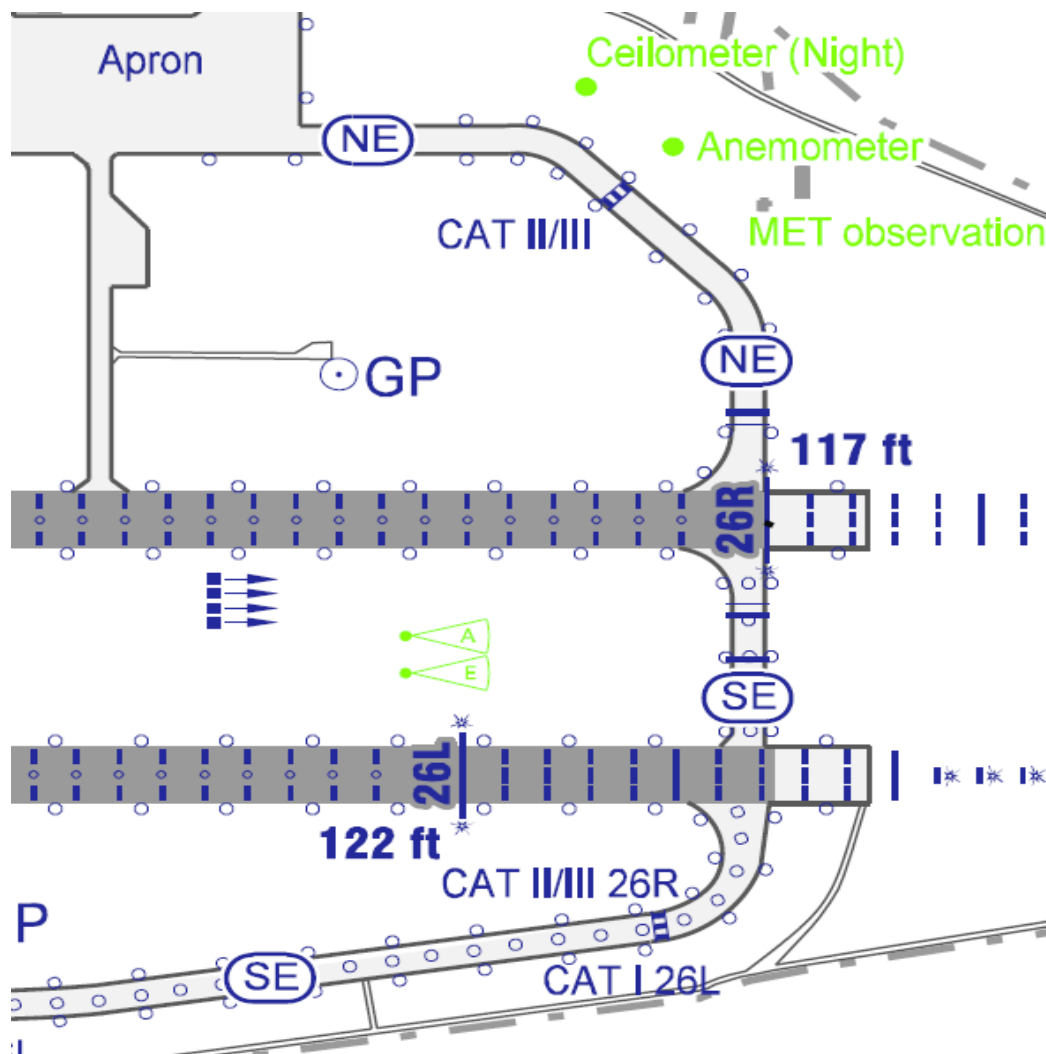 Apron
Ceilometer (Night)
NE
Anemometer
CAT II/III
MET observation
NE
GP
117 ft
26R
A
E
SE
26L
122 ft
CAT II/III 26R
P
SE
CAT I 26L